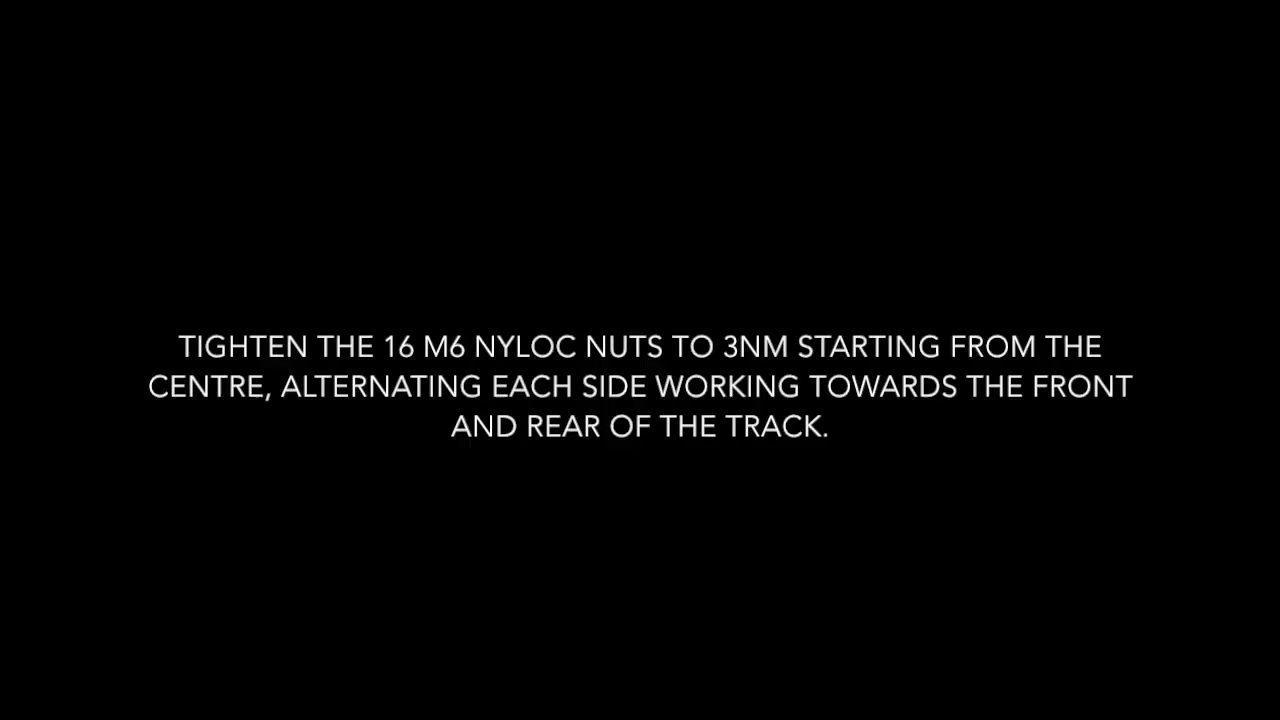 TIGHTEN THE 16 M6 NYLOC NUTS TO 3NM STARTING FROM THE
CENTRE, ALTERNATING EACH SIDE WORKING TOWARDS THE FRONT
AND REAR OF THE TRACK.